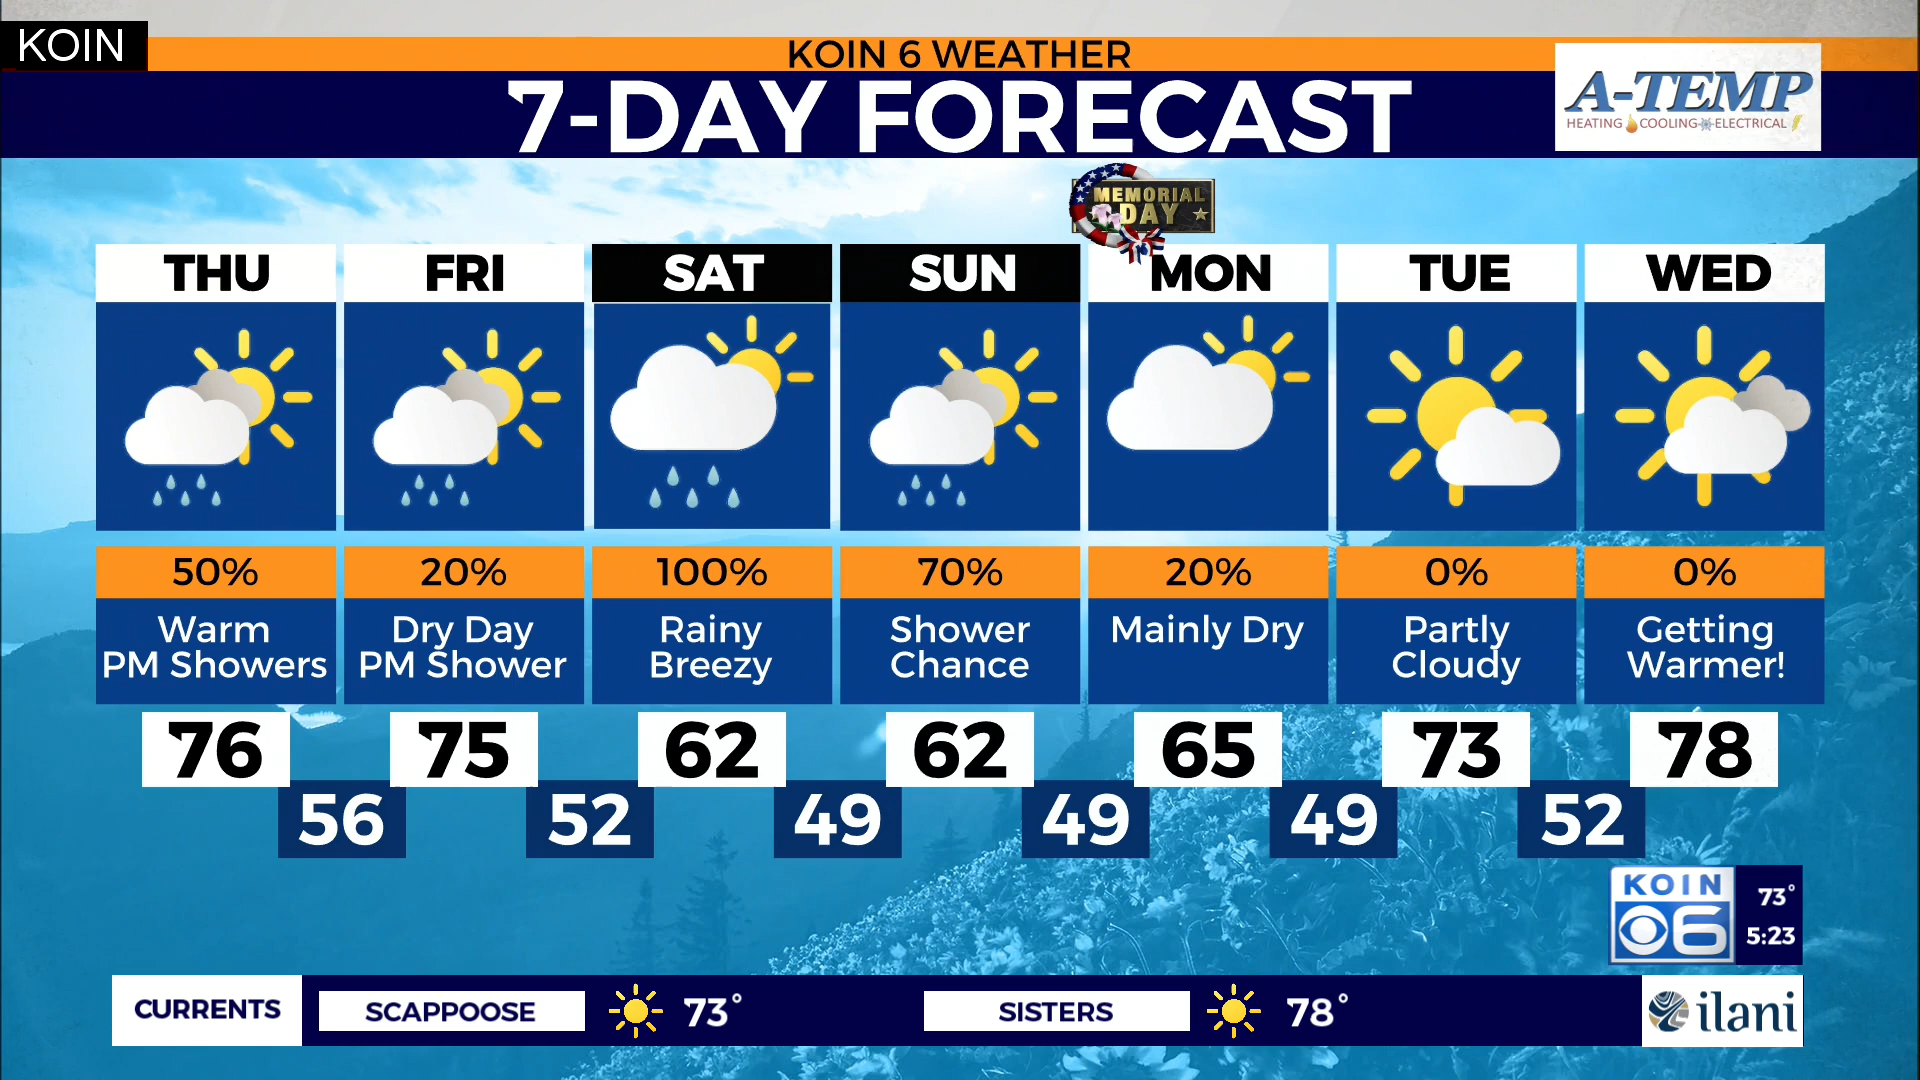 KOIN
KOIN 6 WEATHER
7-DAY FORECAST
A-TEMP
HEATING COOLING ELECTRICAL
MEMORIAL
DAY
THU FRI SAT SUN MON TUE WED
50% 20% 100% 70% 20% 0% 0%
Warm Dry Day Rainy Shower Mainly Dry Partly Getting
PM Showers PM Shower Breezy Chance Cloudy Warmer!
76 75 62 62 65 73 78
56 52 49 49 49 52
KOIN
6
73°
5:23
CURRENTS SCAPPOOSE 73° SISTERS 78° ilani